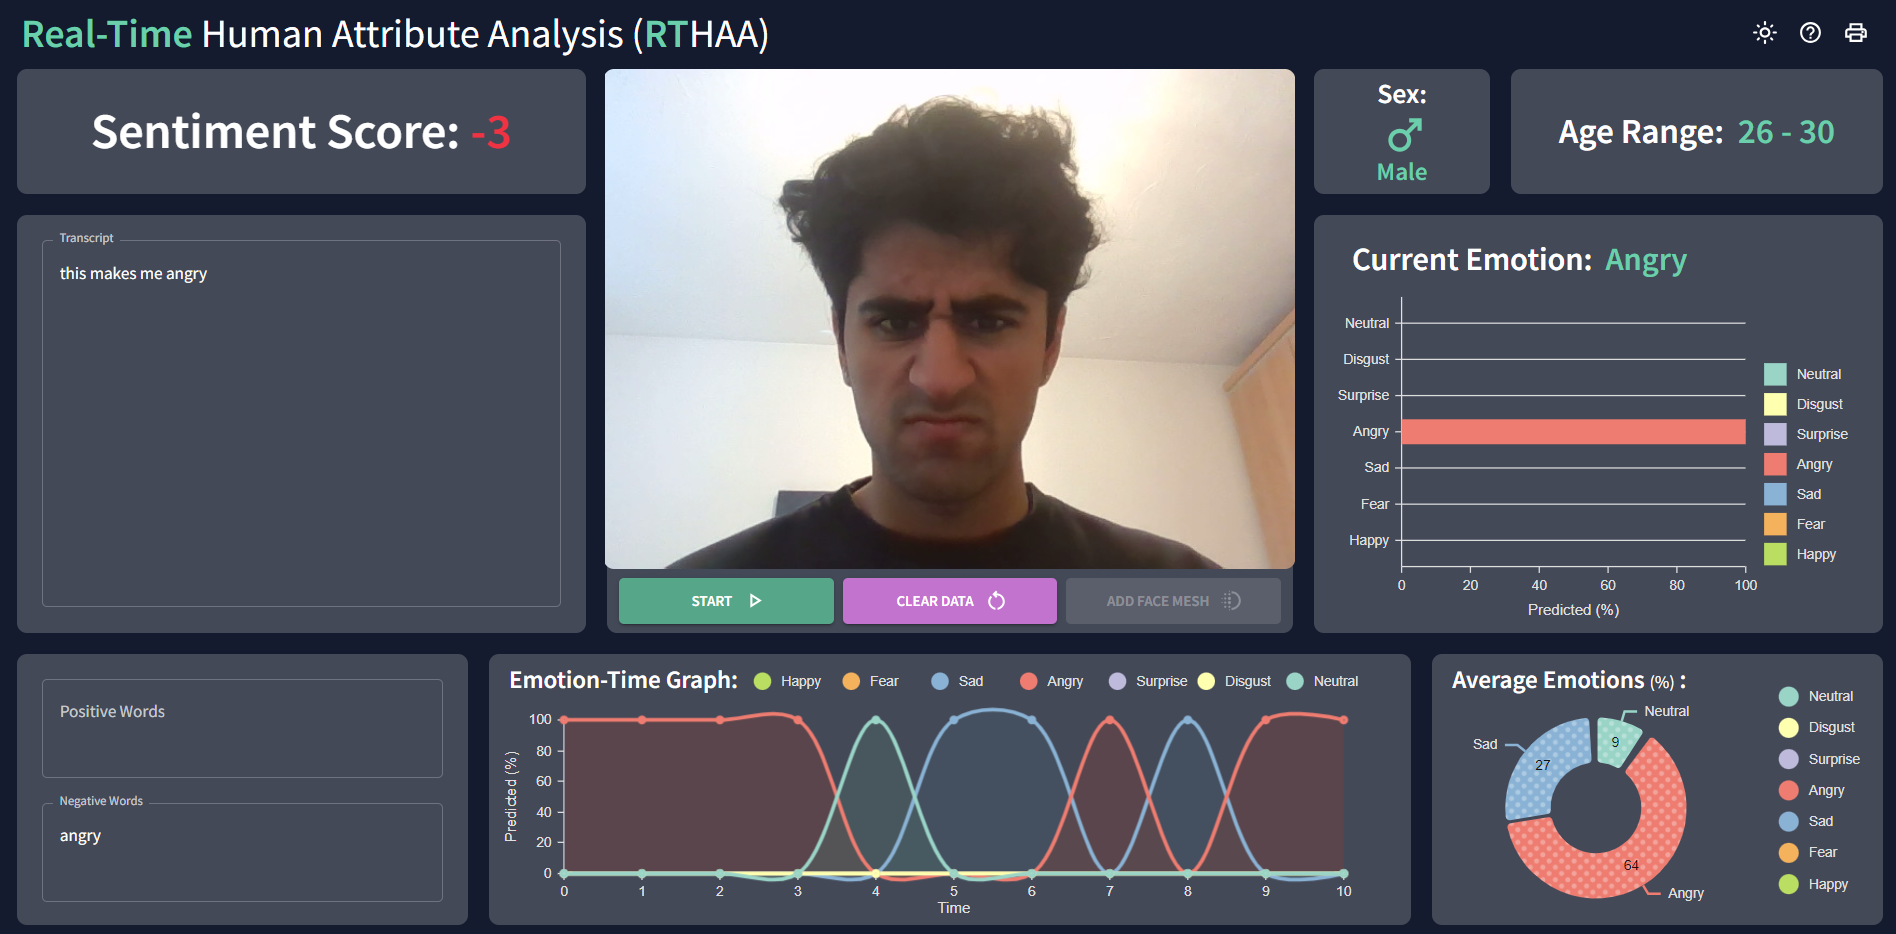 Real-Time Human Attribute Analysis (RTHAA)
Sentiment Score: -3
Sex:
Male
Age Range: 26 - 30
Transcript
this makes me angry
START
CLEAR DATA
ADD FACE MESH
Current Emotion: Angry
Neutral
Disgust
Surprise
Angry
Sad
Fear
Happy
0 20 40 60 80 100
Predicted (%)
Neutral
Disgust
Surprise
Angry
Sad
Fear
Happy
Positive Words
Negative Words
angry
Emotion-Time Graph: Happy Fear Sad Angry Surprise Disgust Neutral
Predicted (%)
100
80
60
40
20
0
0 1 2 3 4 5 6 7 8 9 10
Time
Average Emotions (%) :
Neutral
9
Sad
27
64
Angry
Neutral
Disgust
Surprise
Angry
Sad
Fear
Happy